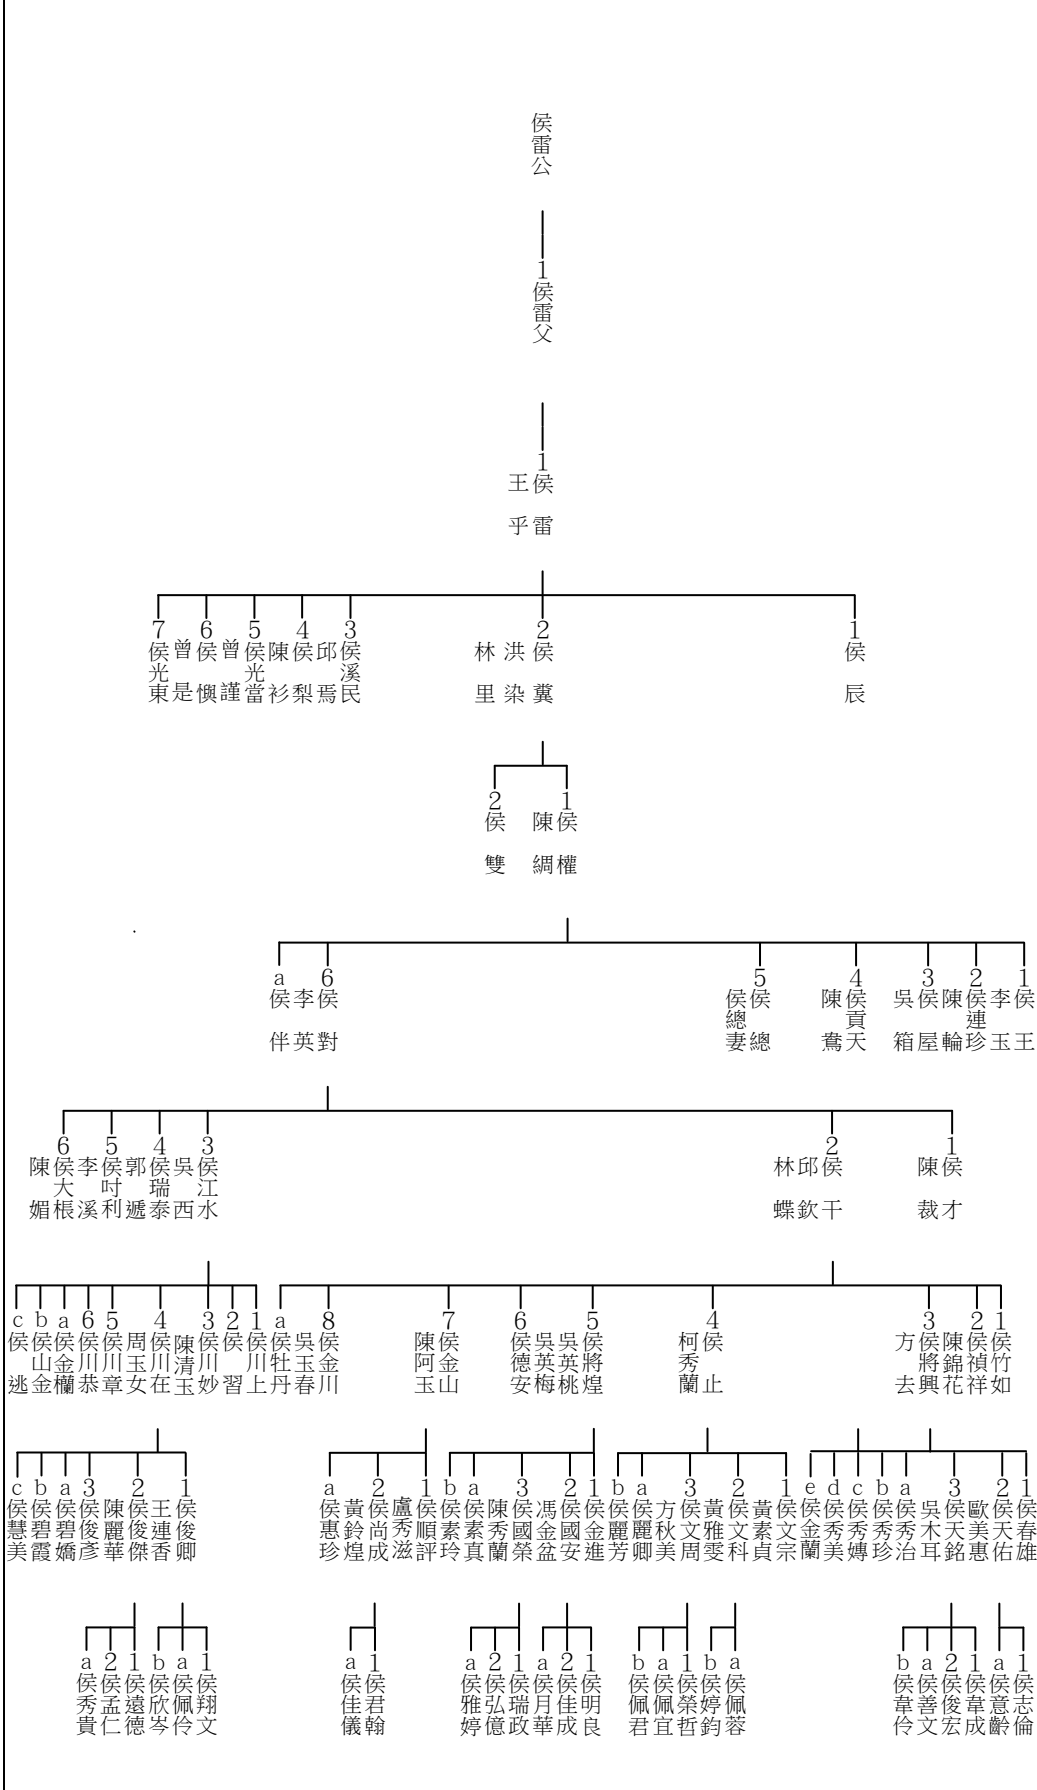 侯雷公
1侯雷父
1侯雷
王乎
1侯辰
2侯糞
洪染
林里
3侯溪民
邱焉
4侯梨
陳衫
5侯光當
曾謹
6侯懊
曾是
7侯光東
1侯權
陳綢
2侯雙
1侯王
李玉
2侯連珍
陳輪
3侯屋
吳箱
4侯貢天
陳鴦
5侯總
侯總妻
6侯對
李英
a侯伴
1侯才
陳裁
2侯干
邱欽
林蝶
3侯江水
吳西
4侯瑞泰
郭遞
5侯吋利
李溪
6侯大棖
陳媚
1侯竹如
2侯禎祥
陳錦花
3侯將興
方去
4侯止
柯秀蘭
5侯將煌
吳英桃
吳英梅
6侯德安
7侯金山
陳阿玉
8侯金川
吳玉春
a侯牡丹
1侯川上
2侯習
3侯川妙
陳清玉
4侯川在
周玉女
5侯川章
6侯川恭
a侯金欄
b侯山金
c侯逃
1侯春雄
2侯天佑
歐美惠
3侯天銘
吳木耳
a侯秀治
b侯秀珍
c侯秀嫥
d侯秀美
e侯金蘭
1侯文宗
黃素貞
2侯文科
黃雅雯
3侯文周
方秋美
a侯麗卿
b侯麗芳
1侯金進
2侯國安
馮金盆
3侯國榮
陳秀蘭
a侯素真
b侯素玲
1侯順評
盧秀滋
2侯尚成
黃鈴煌
a侯惠珍
1侯俊卿
王連香
2侯俊傑
陳麗華
3侯俊彥
a侯碧嬌
b侯碧霞
c侯慧美
1侯志倫
a侯意齡
1侯韋成
2侯俊宏
a侯善文
b侯韋伶
a侯佩蓉
b侯婷鈞
1侯榮哲
a侯佩宜
b侯佩君
1侯明良
2侯佳成
a侯月華
1侯瑞政
2侯弘億
a侯雅婷
1侯君翰
a侯佳儀
1侯翔文
a侯佩伶
b侯欣岑
1侯遠德
2侯孟仁
a侯秀貴